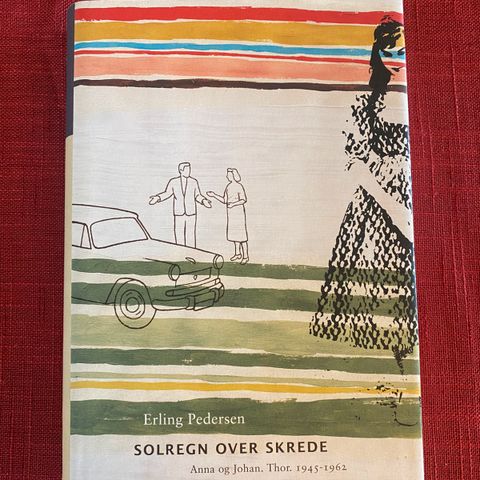 Erling Pedersen
SOLREGN OVER SKREDE
Anna og Johan. Thor. 1945-1962